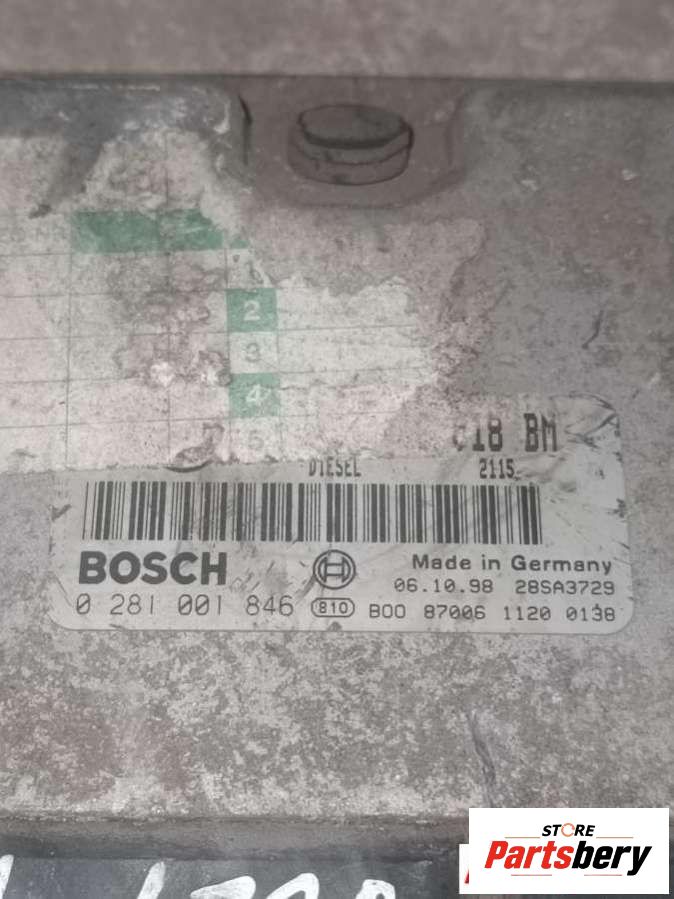 2
3
4
5
618 BM
DIESEL 2115
BOSCH Made in Germany
06.10.98 28SA3729
0 281 001 846 810 B00 87006 1120 0138
STORE
Partsbery